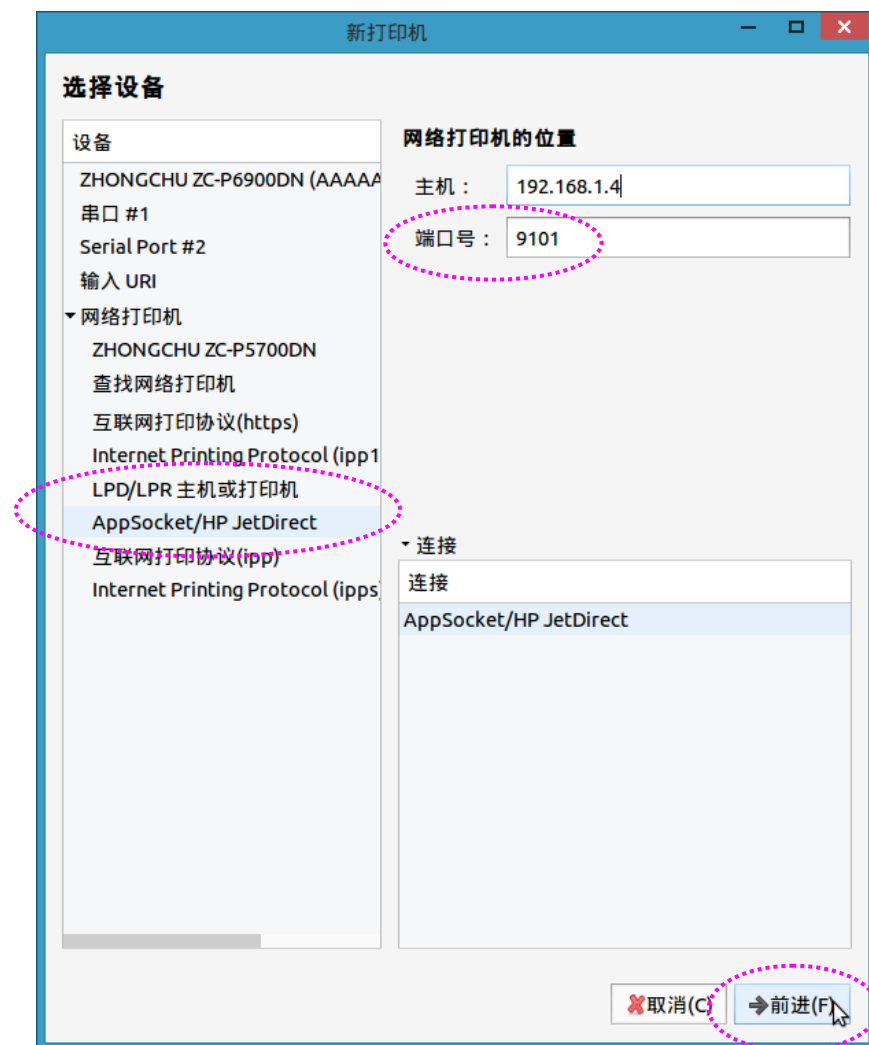 新打印机
选择设备
设备
ZHONGCHU ZC-P6900DN (AAAAA
串口 #1
Serial Port #2
输入 URI
网络打印机
ZHONGCHU ZC-P5700DN
查找网络打印机
互联网打印协议(https)
Internet Printing Protocol (ipp1
LPD/LPR 主机或打印机
AppSocket/HP JetDirect
互联网打印协议(ipp)
Internet Printing Protocol (ipps)
网络打印机的位置
主机：
192.168.1.4
端口号：
9101
连接
连接
AppSocket/HP JetDirect
取消(C)
前进(F)